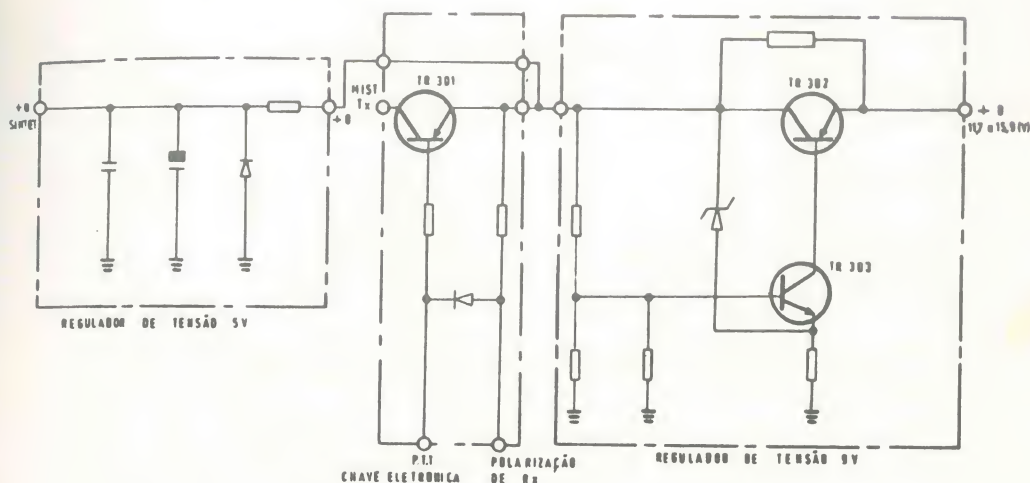 +B
SINTET
+B
REGULADOR DE TENSÃO 5V
MIST
Tx
TR 301
P.T.T
CHAVE ELETRONICA
POLARIZAÇÃO
DE Rx
TR 302
+ B
11,7 a 15,9(V)
TR 303
REGULADOR DE TENSÃO 9V